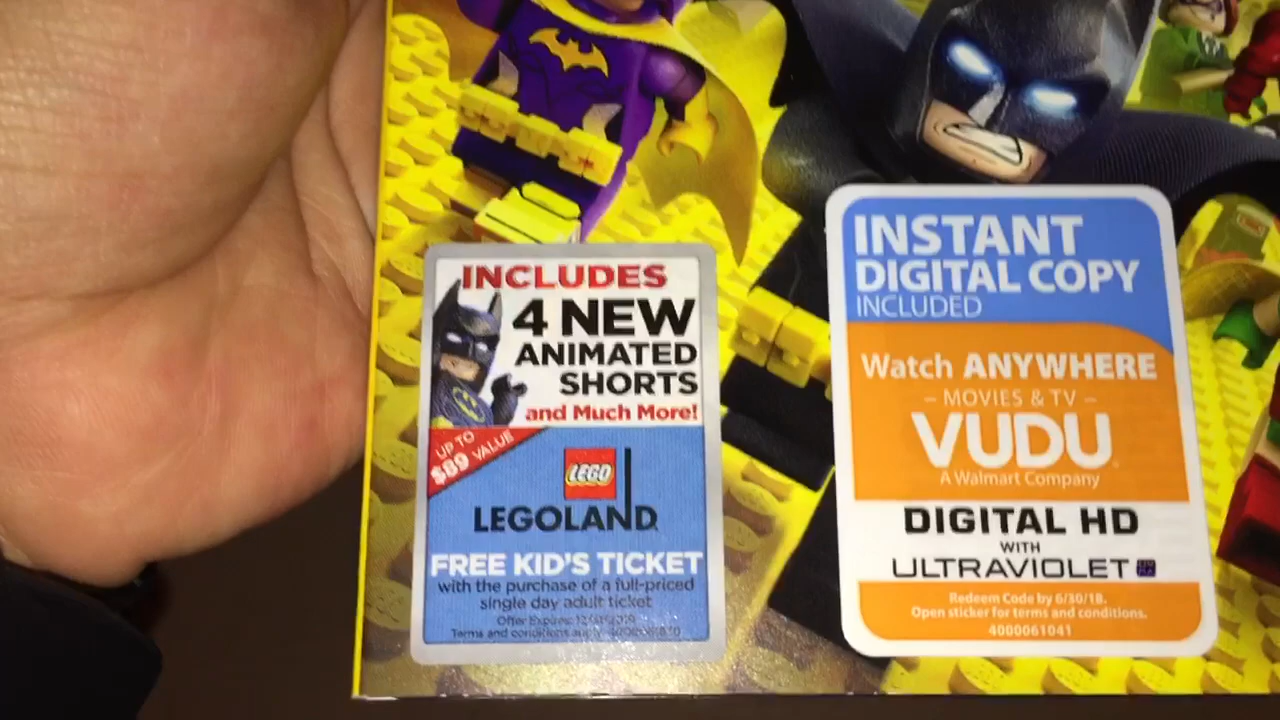 INCLUDES
4 NEW
ANIMATED
SHORTS
and Much More!
UP TO
$89 VALUE
LEGO
LEGOLAND
FREE KID'S TICKET
with the purchase of a full-priced
single day adult ticket
Offer Expires:
Terms and conditions apply.
INSTANT
DIGITAL COPY
INCLUDED
Watch ANYWHERE
– MOVIES & TV –
VUDU
A Walmart Company
DIGITAL HD
WITH
ULTRAVIOLET
Redeem Code by 6/30/18.
Open sticker for terms and conditions.
4000061041